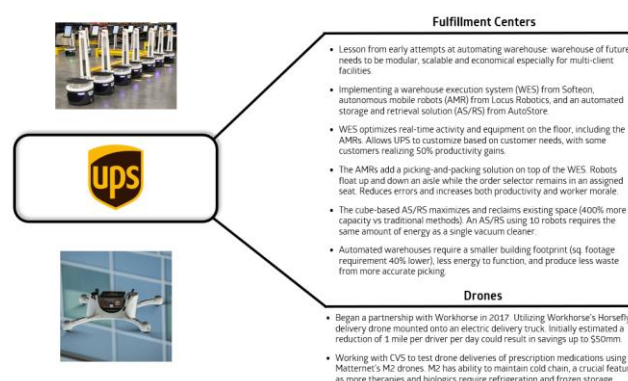 Fulfillment Centers
• Lesson from early attempts at automating warehouse: warehouse of future
needs to be modular, scalable and economical especially for multi-client
facilities.
• Implementing a warehouse execution system (WES) from Softeon,
autonomous mobile robots (AMR) from Locus Robotics, and an automated
storage and retrieval solution (AS/RS) from AutoStore.
• WES optimizes real-time activity and equipment on the floor, including the
AMRs. Allows UPS to customize based on customer needs, with some
customers realizing 50% productivity gains.
• The AMRs add a picking-and-packing solution on top of the WES. Robots
float up and down an aisle while the order selector remains in an assigned
seat. Reduces errors and increases both productivity and worker morale.
• The cube-based AS/RS maximizes and reclaims existing space (400% more
capacity vs traditional methods). An AS/RS using 10 robots requires the
same amount of energy as a single vacuum cleaner.
• Automated warehouses require a smaller building footprint (sq. footage
requirement 40% lower), less energy to function, and produce less waste
from more accurate picking.
ups
Drones
• Began a partnership with Workhorse in 2017. Utilizing Workhorse's Horsefly
delivery drone mounted onto an electric delivery truck. Initially estimated a
reduction of 1 mile per driver per day could result in savings up to $50mm.
• Working with CVS to test drone deliveries of prescription medications using
Matternet's M2 drones. M2 has ability to maintain cold chain, a crucial featur
as more therapies and biologics require refrigeration and frozen storage